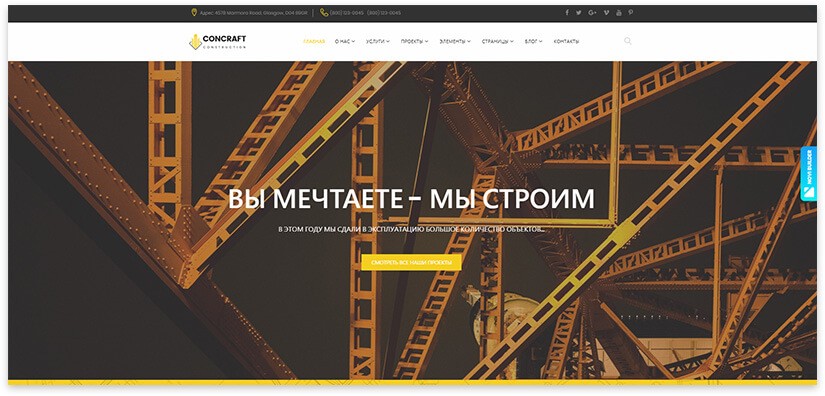 Адрес 4578 Marmora Road, Glasgow, D04 89GR (800) 123-0045 (800) 123-0045
CONCRAFT
CONSTRUCTION
ГЛАВНАЯ О НАС УСЛУГИ ПРОЕКТЫ ЭЛЕМЕНТЫ СТРАНИЦЫ БЛОГ КОНТАКТЫ
NOVI BUILDER
ВЫ МЕЧТАЕТЕ - МЫ СТРОИМ
В ЭТОМ ГОДУ МЫ СДАЛИ В ЭКСПЛУАТАЦИЮ БОЛЬШОЕ КОЛИЧЕСТВО ОБЪЕКТОВ...
СМОТРЕТЬ ВСЕ НАШИ ПРОЕКТЫ